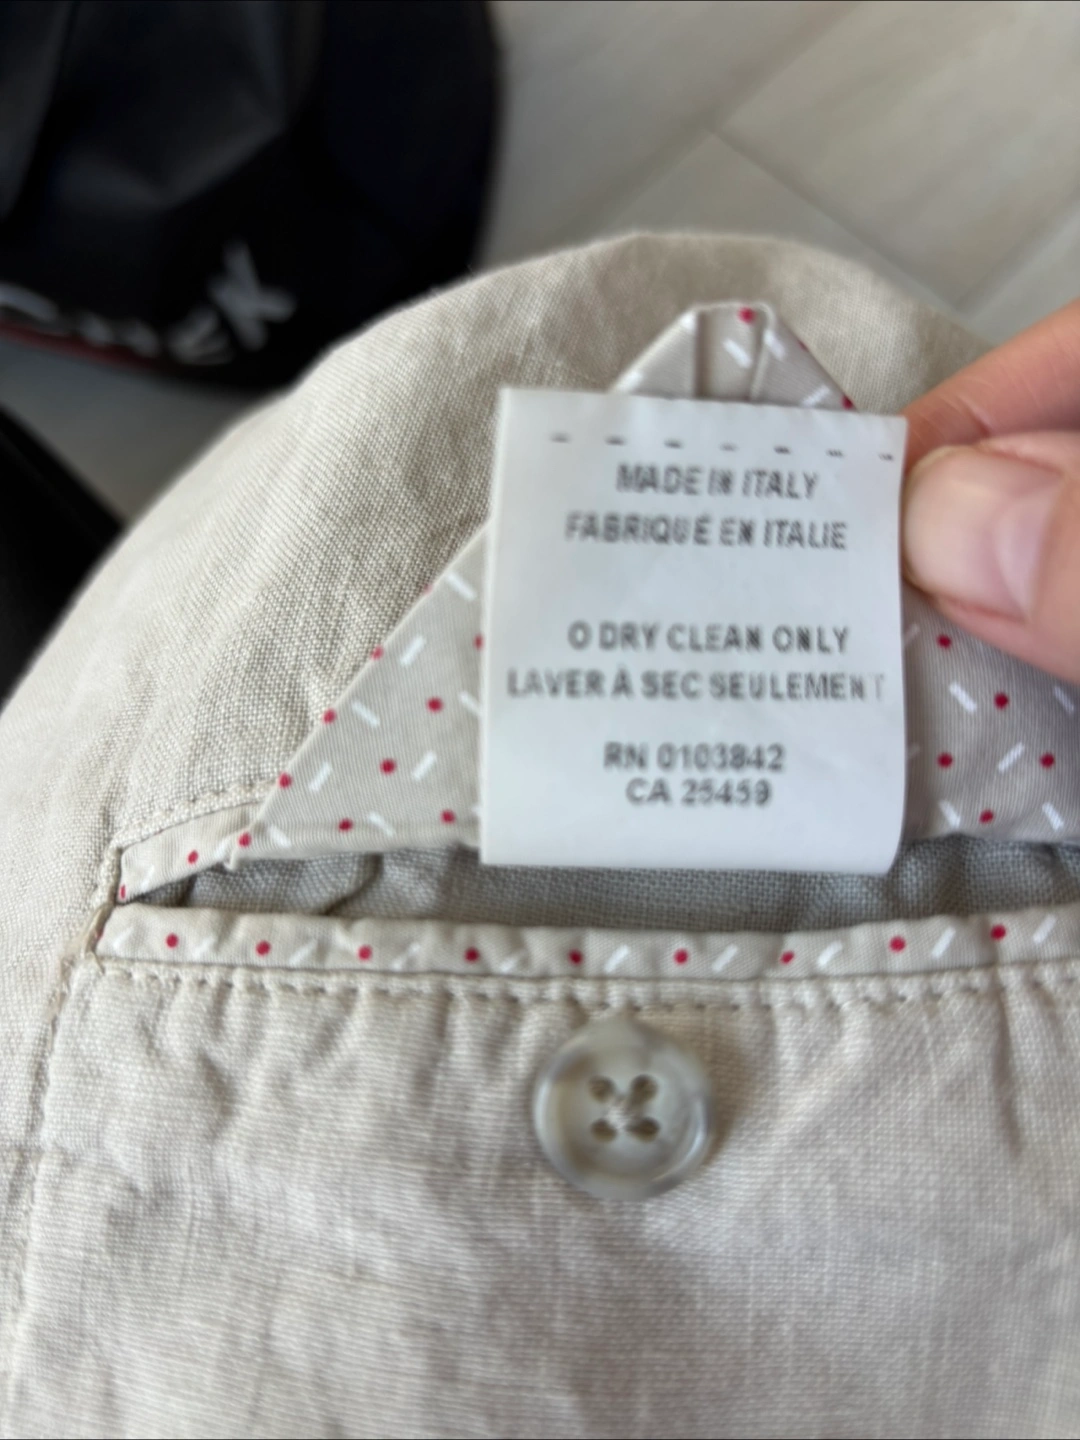 MADE IN ITALY
FABRIQUÉ EN ITALIE
O DRY CLEAN ONLY
LAVER À SEC SEULEMENT
RN 0103842
CA 25459